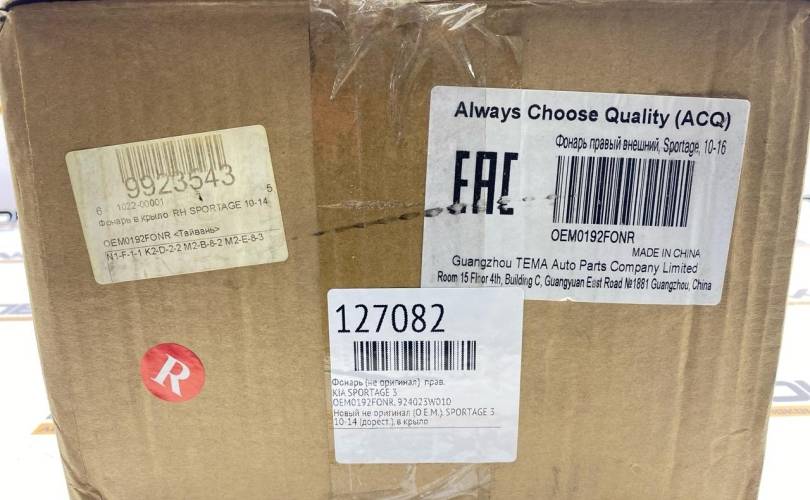 9923543
6 1022-00001 5
Фонарь в крыло RH SPORTAGE 10-14
OEM0192FONR <Тайвань>
N1-F-1-1 K2-D-2-2 M2-B-8-2 M2-E-8-3
Always Choose Quality (ACQ)
EAC
Фонарь правый внешний, Sportage, 10-16
OEM0192FONR
MADE IN CHINA
Guangzhou TEMA Auto Parts Company Limited
Room 15 Floor 4th, Building C, Guangyuan East Road №1881 Guangzhou, China
127082
Фонарь (не оригинал) прав.
KIA SPORTAGE 3
OEM0192FONR, 924023W010
Новый не оригинал (O.E.M.). SPORTAGE 3
10-14 (дорест.), в крыло
R